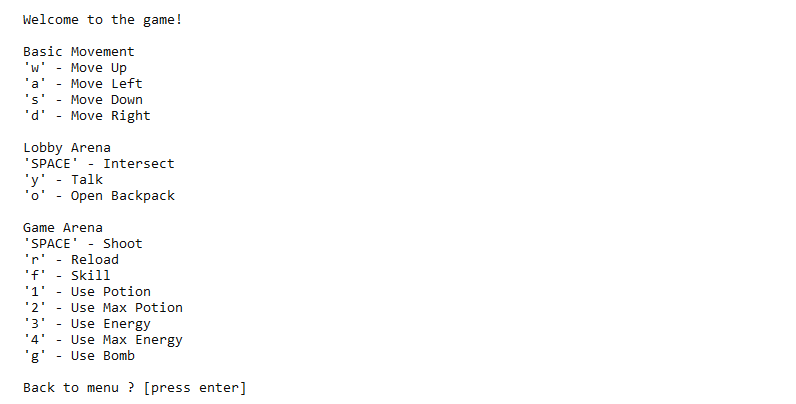 Welcome to the game!
Basic Movement
'w' - Move Up
'a' - Move Left
's' - Move Down
'd' - Move Right
Lobby Arena
'SPACE' - Intersect
'y' - Talk
'o' - Open Backpack
Game Arena
'SPACE' - Shoot
'r' - Reload
'f' - Skill
'1' - Use Potion
'2' - Use Max Potion
'3' - Use Energy
'4' - Use Max Energy
'g' - Use Bomb
Back to menu ? [press enter]